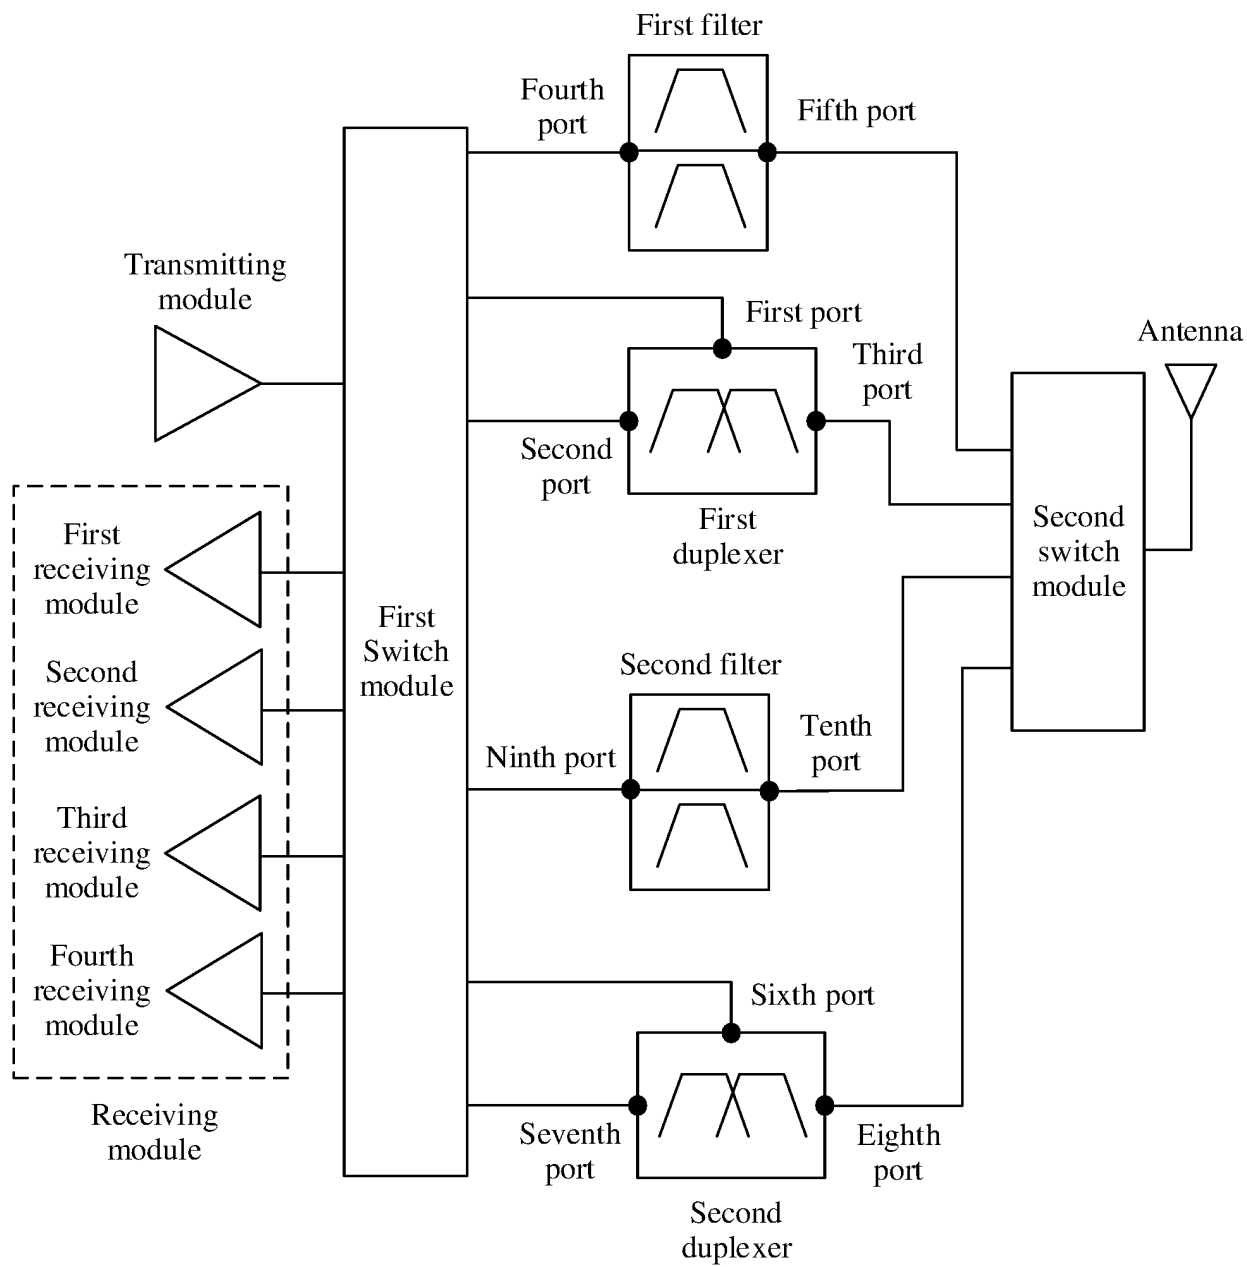 First filter
Fourth
port
Fifth port
Transmitting
module
First port
Third
port
Antenna
Second
port
First
duplexer
Second
switch
module
First
receiving
module
First
Switch
module
Second
receiving
module
Second filter
Ninth port
Tenth
port
Third
receiving
module
Fourth
receiving
module
Sixth port
Receiving
module
Seventh
port
Eighth
port
Second
duplexer